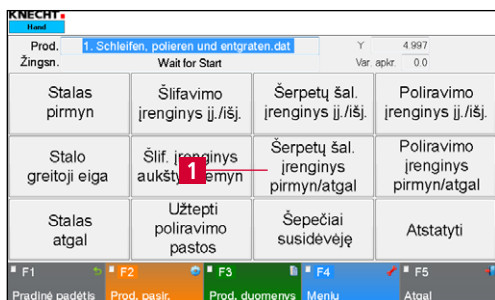 KNECHT
Hand
Prod. 1. Schleifen, polieren und entgraten.dat Y 4.997
Žingsn. Wait for Start Var. apkr. 0.0
Stalas pirmyn
Šlifavimo įrenginys įj./išj.
Šerpetų šal. įrenginys įj./išj.
Poliravimo įrenginys įj./išj.
Stalo greitoji eiga
Šlif. įrenginys
1
Šerpetų šal. įrenginys pirmyn/atgal
Poliravimo įrenginys pirmyn/atgal
Stalas atgal
Užtepti poliravimo pastos
Šepečiai susidėvėję
Atstatyti
F1 F2 F3 F4 F5
Pradinė padėtis Prod. pasir. Prod. duomenys Meniu Atgal